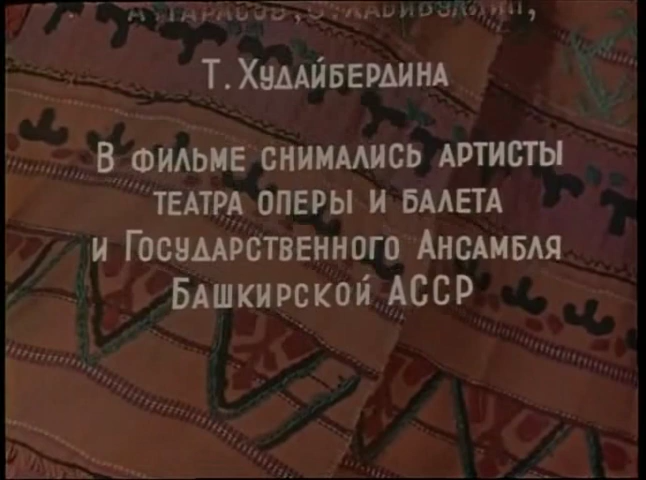 Т. Худайбердина
В фильме снимались артисты
театра оперы и балета
и Государственного Ансамбля
Башкирской АССР